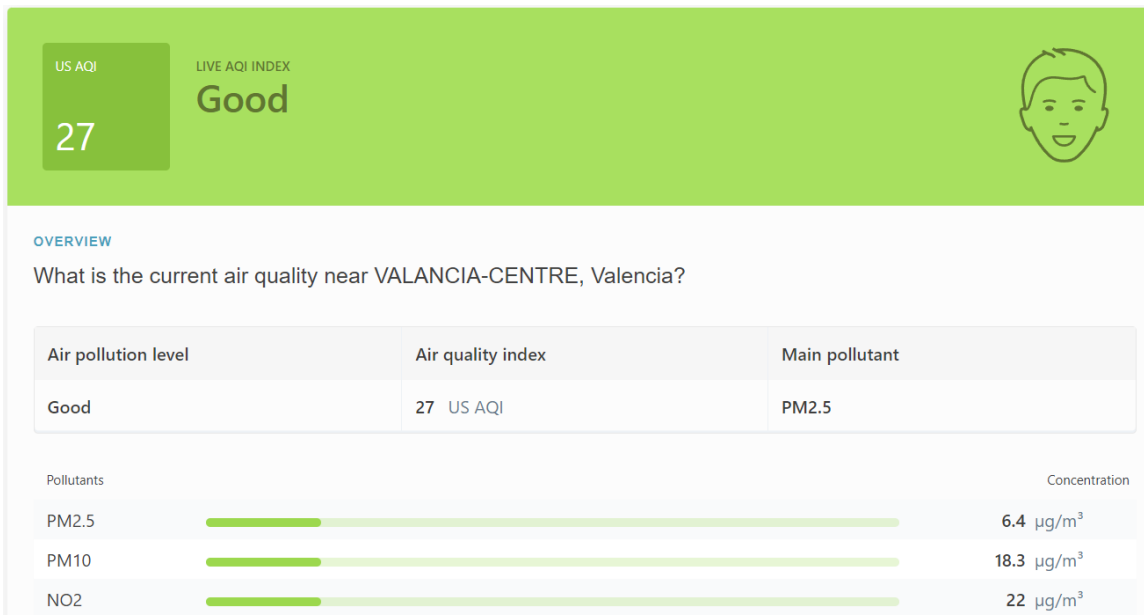 US AQI
27
LIVE AQI INDEX
Good
OVERVIEW
What is the current air quality near VALANCIA-CENTRE, Valencia?
Air pollution level Air quality index Main pollutant
Good 27 US AQI PM2.5
Pollutants Concentration
PM2.5 6.4 µg/m³
PM10 18.3 µg/m³
NO2 22 µg/m³